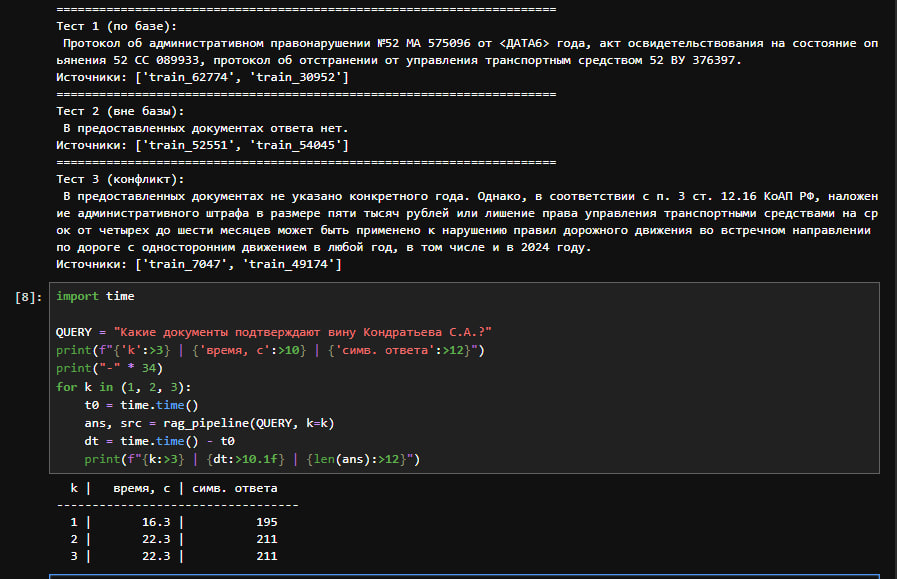 ======================================================================
Тест 1 (по базе):
 Протокол об административном правонарушении №52 МА 575096 от <ДАТА6> года, акт освидетельствования на состояние оп
ьянения 52 СС 089933, протокол об отстранении от управления транспортным средством 52 ВУ 376397.
Источники: ['train_62774', 'train_30952']
======================================================================
Тест 2 (вне базы):
 В предоставленных документах ответа нет.
Источники: ['train_52551', 'train_54045']
======================================================================
Тест 3 (конфликт):
 В предоставленных документах не указано конкретного года. Однако, в соответствии с п. 3 ст. 12.16 КоАП РФ, наложен
ие административного штрафа в размере пяти тысяч рублей или лишение права управления транспортными средствами на ср
ок от четырех до шести месяцев может быть применено к нарушению правил дорожного движения во встречном направлении
по дороге с односторонним движением в любой год, в том числе и в 2024 году.
Источники: ['train_7047', 'train_49174']
[8]: import time
QUERY = "Какие документы подтверждают вину Кондратьева С.А.?"
print(f"{'k':>3} | {'время, с':>10} | {'симв. ответа':>12}")
print("-" * 34)
for k in (1, 2, 3):
    t0 = time.time()
    ans, src = rag_pipeline(QUERY, k=k)
    dt = time.time() - t0
    print(f"{k:>3} | {dt:>10.1f} | {len(ans):>12}")
  k |   время, с | симв. ответа
----------------------------------
  1 |       16.3 |          195
  2 |       22.3 |          211
  3 |       22.3 |          211